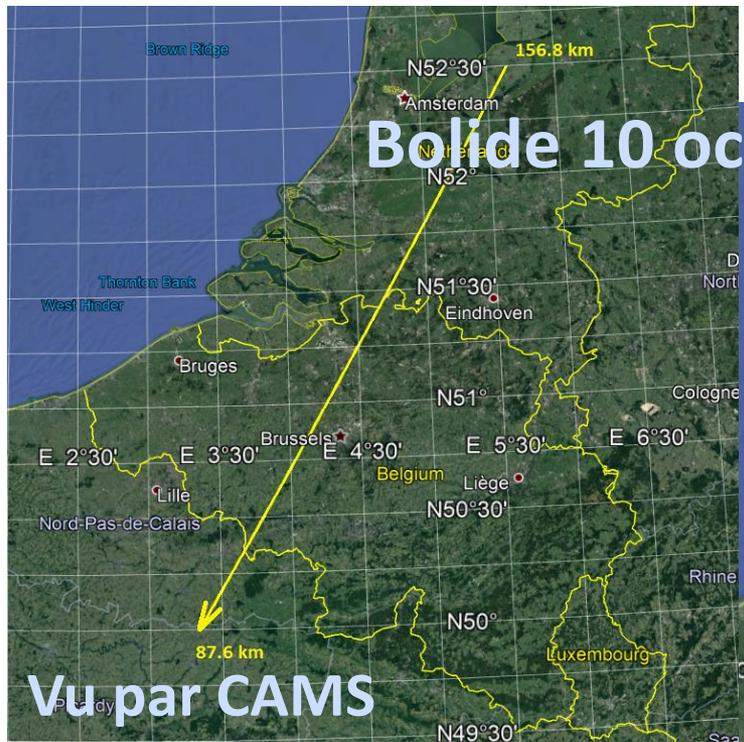 Brown Ridge
156.8 km
N52°30'
Amsterdam
Bolide 10 oc
Netherlands
N52°
Thornton Bank
West Hinder
N51°30'
Eindhoven
Bruges
N51°
Cologne
Brussels
E 2°30' E 3°30' E 4°30' E 5°30' E 6°30'
Belgium
Liège
Lille
N50°30'
Nord-Pas-de-Calais
Rhine
N50°
87.6 km
Luxembourg
Vu par CAMS
N49°30'